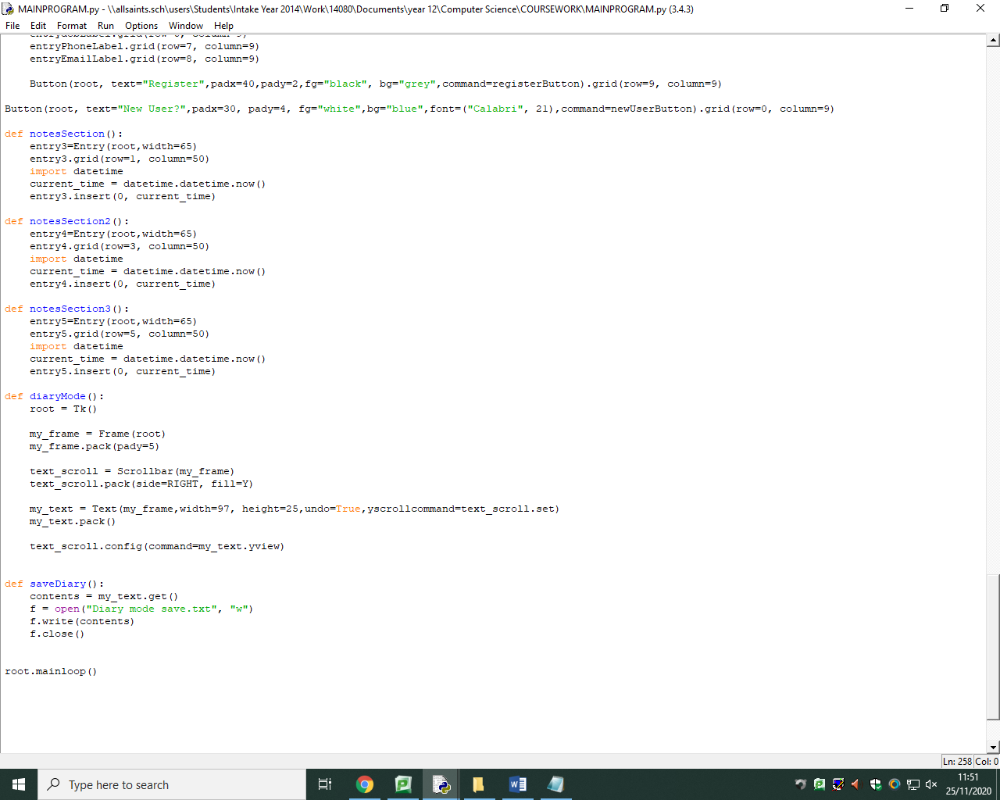 MAINPROGRAM.py - \\allsaints.sch\users\Students\Intake Year 2014\Work\14080\Documents\year 12\Computer Science\COURSEWORK\MAINPROGRAM.py (3.4.3)
File Edit Format Run Options Window Help
entryPhoneLabel.grid(row=7, column=9)
entryEmailLabel.grid(row=8, column=9)
Button(root, text="Register",padx=40,pady=2,fg="black", bg="grey",command=registerButton).grid(row=9, column=9)
Button(root, text="New User?",padx=30, pady=4, fg="white",bg="blue",font=("Calabri", 21),command=newUserButton).grid(row=0, column=9)
def notesSection():
entry3=Entry(root,width=65)
entry3.grid(row=1, column=50)
import datetime
current_time = datetime.datetime.now()
entry3.insert(0, current_time)
def notesSection2():
entry4=Entry(root,width=65)
entry4.grid(row=3, column=50)
import datetime
current_time = datetime.datetime.now()
entry4.insert(0, current_time)
def notesSection3():
entry5=Entry(root,width=65)
entry5.grid(row=5, column=50)
import datetime
current_time = datetime.datetime.now()
entry5.insert(0, current_time)
def diaryMode():
root = Tk()
my_frame = Frame(root)
my_frame.pack(pady=5)
text_scroll = Scrollbar(my_frame)
text_scroll.pack(side=RIGHT, fill=Y)
my_text = Text(my_frame,width=97, height=25,undo=True,yscrollcommand=text_scroll.set)
my_text.pack()
text_scroll.config(command=my_text.yview)
def saveDiary():
contents = my_text.get()
f = open("Diary mode save.txt", "w")
f.write(contents)
f.close()
root.mainloop()
Ln: 258 Col: 0
Type here to search
11:51
25/11/2020